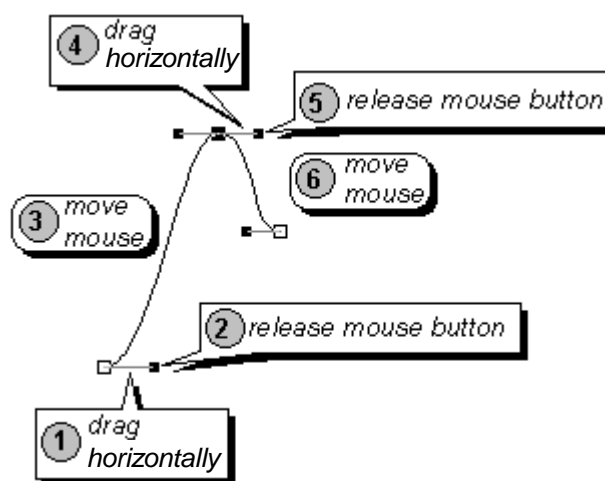 4 drag
horizontally
5 release mouse button
6 move
mouse
3 move
mouse
2 release mouse button
1 drag
horizontally